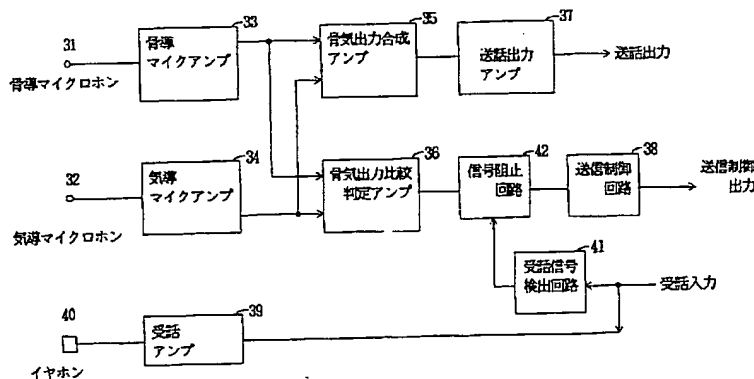 33
35
37
31
骨導
マイクアンプ
骨気出力合成
アンプ
送話出力
アンプ
送話出力
骨導マイクロホン
34
36
42
38
32
気導
マイクアンプ
骨気出力比較
判定アンプ
信号阻止
回路
送信制御
回路
送信制御
出力
気導マイクロホン
41
受話信号
検出回路
受話入力
40
39
受話
アンプ
イヤホン